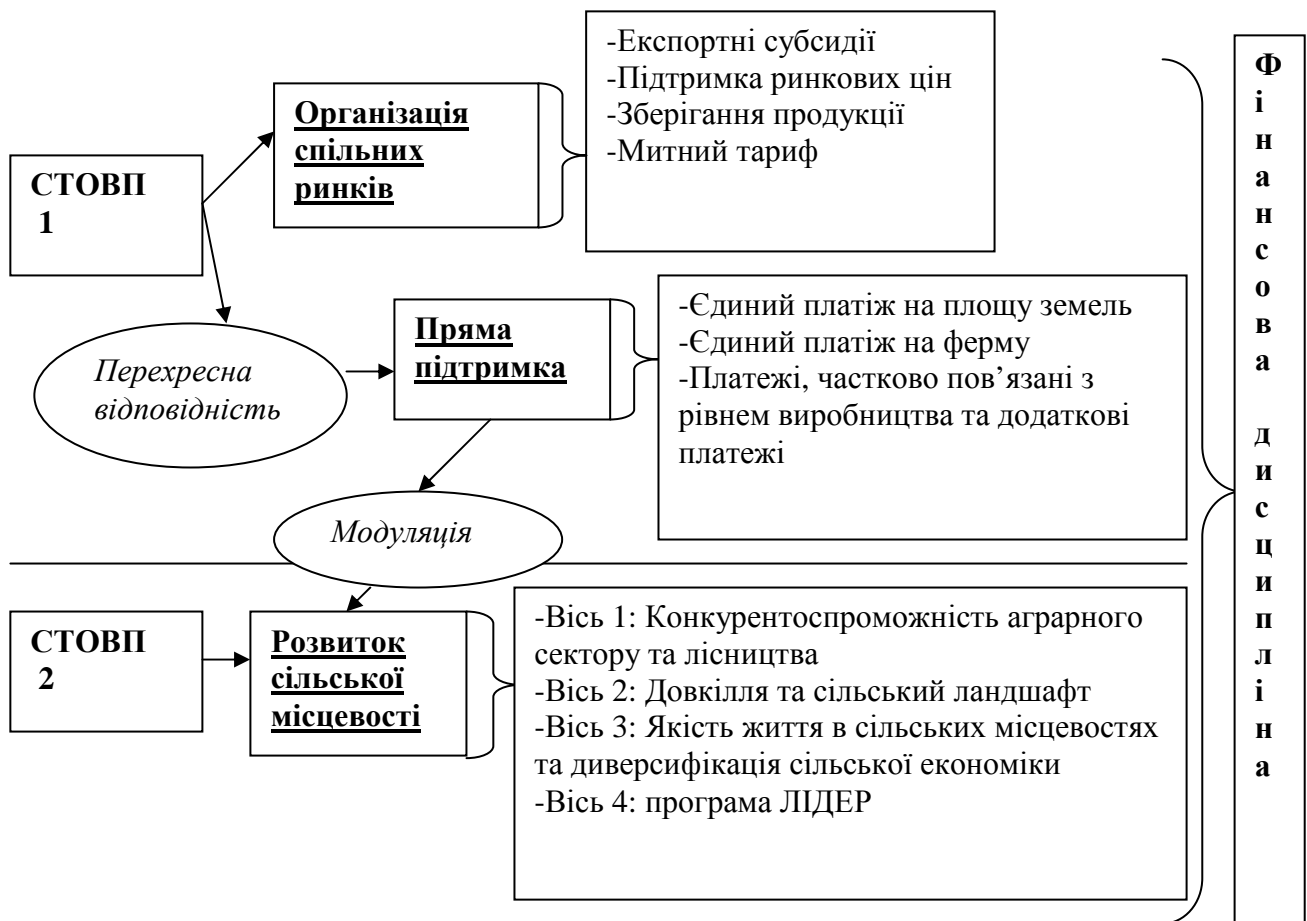 -Експортні субсидії
-Підтримка ринкових цін
-Зберігання продукції
-Митний тариф
Організація
спільних
ринків
СТОВП
1
-Єдиний платіж на площу земель
-Єдиний платіж на ферму
-Платежі, частково пов’язані з
рівнем виробництва та додаткові
платежі
Пряма
підтримка
Перехресна
відповідність
Модуляція
СТОВП
2
Розвиток
сільської
місцевості
-Вісь 1: Конкурентоспроможність аграрного
сектору та лісництва
-Вісь 2: Довкілля та сільський ландшафт
-Вісь 3: Якість життя в сільських місцевостях
та диверсифікація сільської економіки
-Вісь 4: програма ЛІДЕР
Фінансова дисципліна